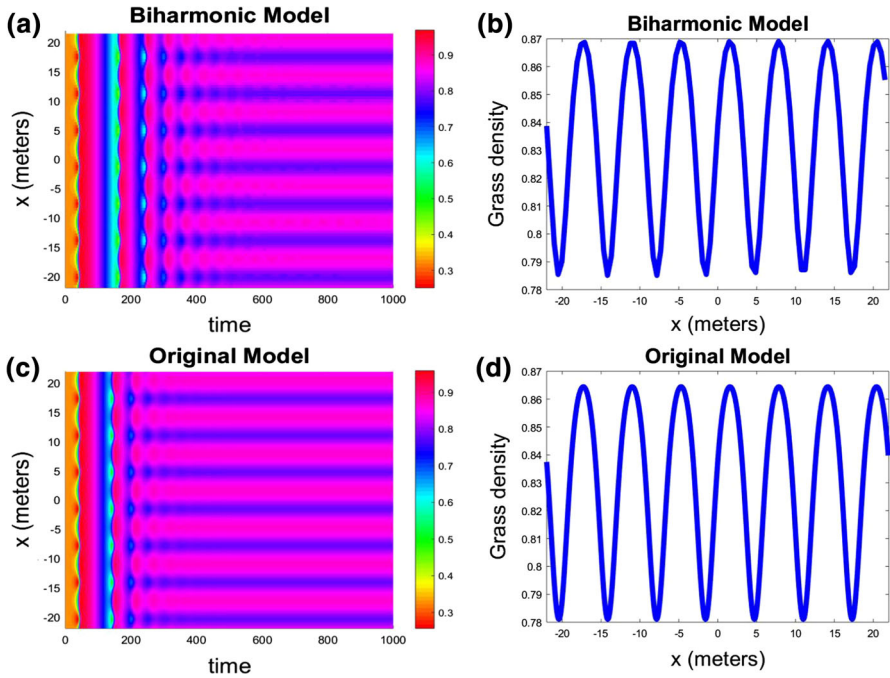 (a)
Biharmonic Model
x (meters)
20
15
10
5
0
-5
-10
-15
-20
0 200 400 600 800 1000
time
0.9
0.8
0.7
0.6
0.5
0.4
0.3
(b)
Biharmonic Model
Grass density
0.87
0.86
0.85
0.84
0.83
0.82
0.81
0.8
0.79
0.78
-20 -15 -10 -5 0 5 10 15 20
x (meters)
(c)
Original Model
x (meters)
20
15
10
5
0
-5
-10
-15
-20
0 200 400 600 800 1000
time
0.9
0.8
0.7
0.6
0.5
0.4
0.3
(d)
Original Model
Grass density
0.87
0.86
0.85
0.84
0.83
0.82
0.81
0.8
0.79
0.78
-20 -15 -10 -5 0 5 10 15 20
x (meters)